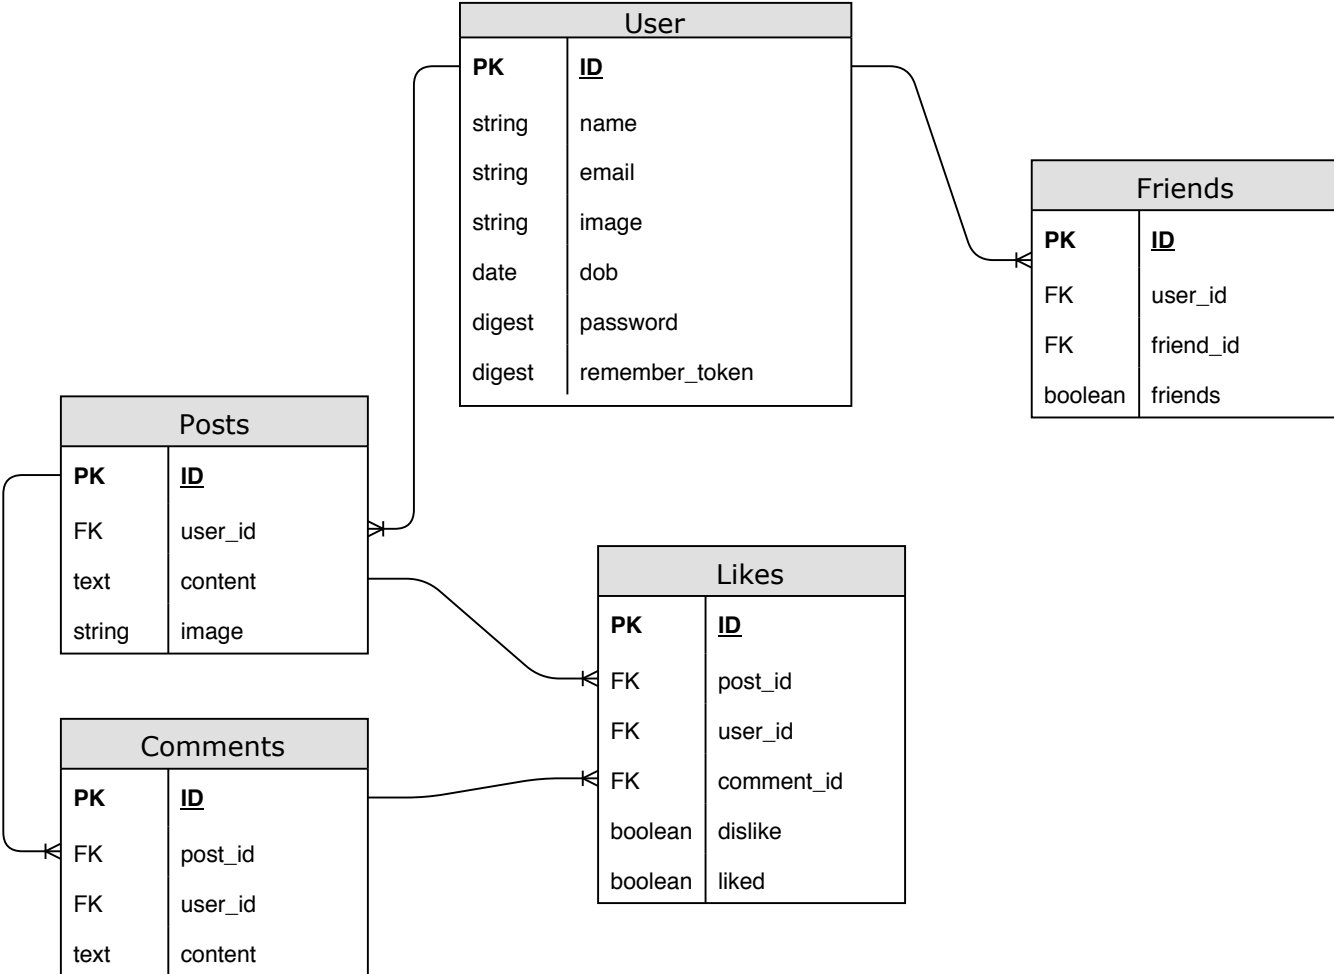 User
PK ID
string name
string email
string image
date dob
digest password
digest remember_token
Friends
PK ID
FK user_id
FK friend_id
boolean friends
Posts
PK ID
FK user_id
text content
string image
Likes
PK ID
FK post_id
FK user_id
FK comment_id
boolean dislike
boolean liked
Comments
PK ID
FK post_id
FK user_id
text content